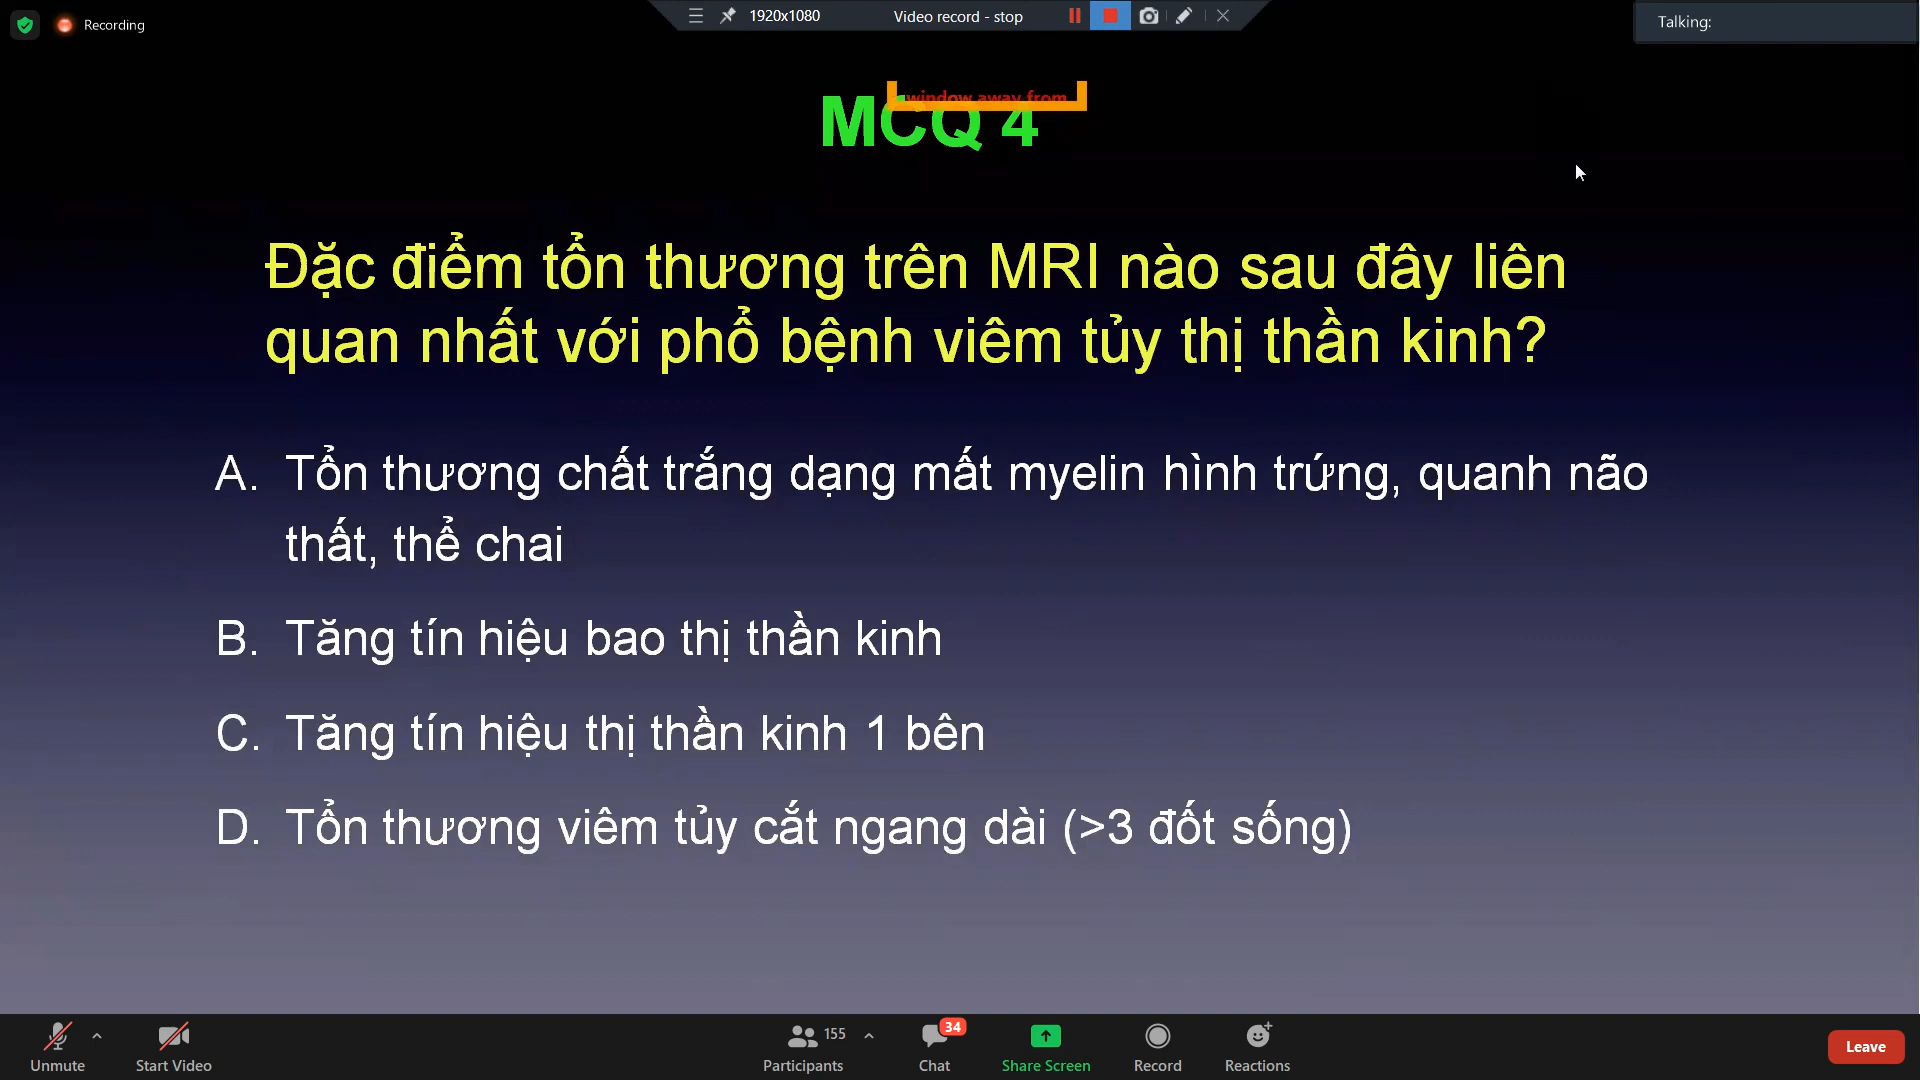 Recording
1920x1080
Video record - stop
Talking:
window away from
MCQ 4
Đặc điểm tổn thương trên MRI nào sau đây liên
quan nhất với phổ bệnh viêm tủy thị thần kinh?
A. Tổn thương chất trắng dạng mất myelin hình trứng, quanh não
thất, thể chai
B. Tăng tín hiệu bao thị thần kinh
C. Tăng tín hiệu thị thần kinh 1 bên
D. Tổn thương viêm tủy cắt ngang dài (>3 đốt sống)
Unmute
Start Video
155
Participants
34
Chat
Share Screen
Record
Reactions
Leave